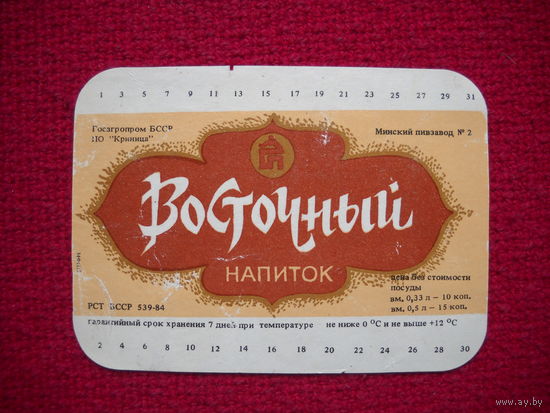 1 3 5 7 9 11 13 15 17 19 21 23 25 27 29 31
Госагропром БССР
ПО "Криница"
Минский пивзавод № 2
Восточный
НАПИТОК
цена без стоимости
посуды
вм. 0,33 л — 10 коп.
вм. 0,5 л — 15 коп.
РСТ БССР 539-84
гарантийный срок хранения 7 дней при температуре не ниже 0 °С и не выше +12 °С
2 4 6 8 10 12 14 16 18 20 22 24 26 28 30
www.ay.by